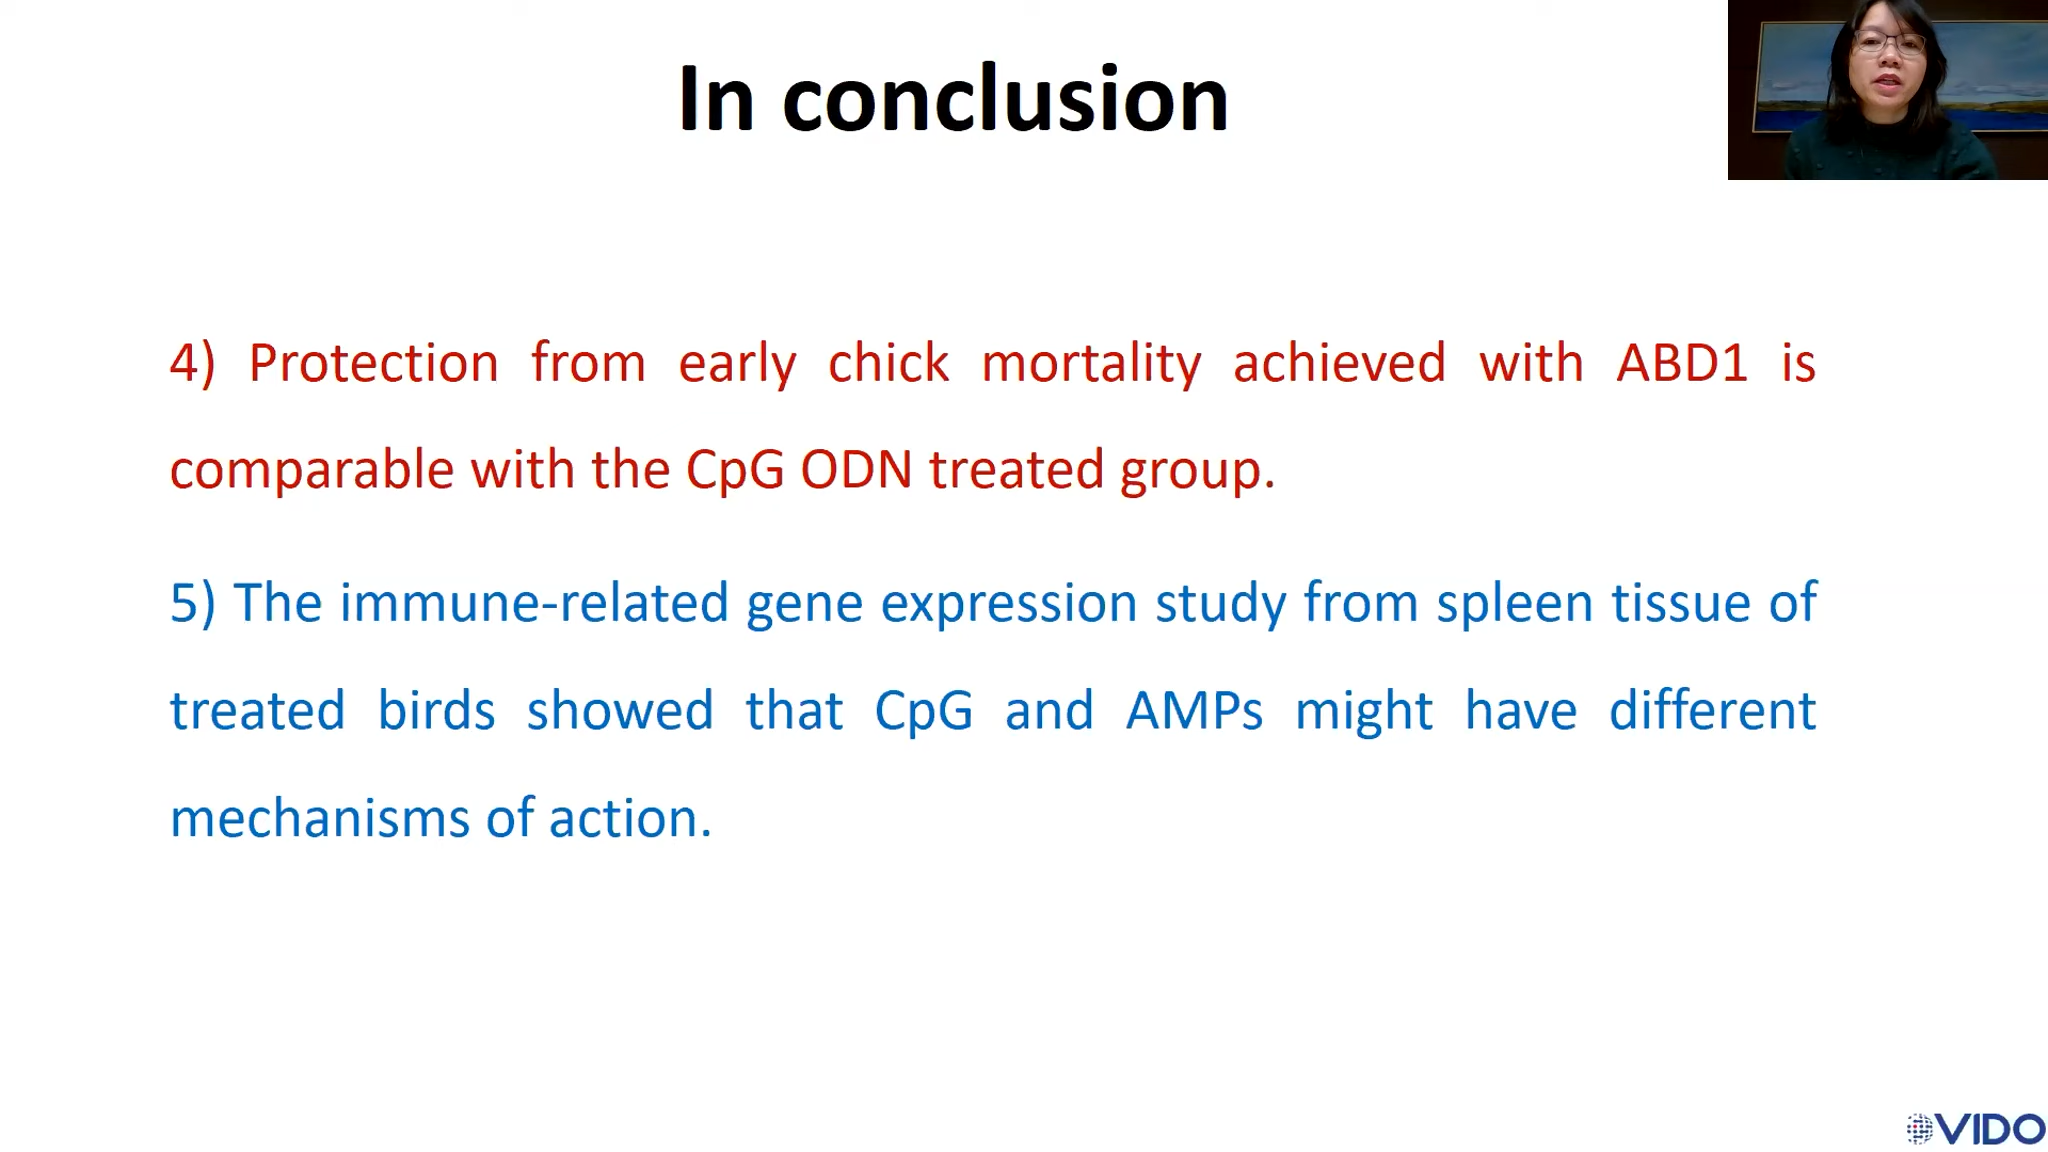 In conclusion
4) Protection from early chick mortality achieved with ABD1 is
comparable with the CpG ODN treated group.
5) The immune-related gene expression study from spleen tissue of
treated birds showed that CpG and AMPs might have different
mechanisms of action.
VIDO